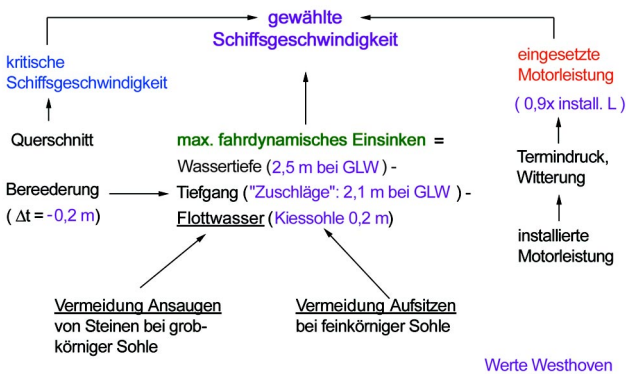 gewählte
Schiffsgeschwindigkeit
kritische
Schiffsgeschwindigkeit
eingesetzte
Motorleistung
( 0,9x install. L )
Querschnitt
max. fahrdynamisches Einsinken =
Wassertiefe (2,5 m bei GLW) -
Tiefgang ("Zuschläge": 2,1 m bei GLW) -
Flottwasser (Kiessohle 0,2 m)
Termindruck,
Witterung
Bereederung
( Δt = -0,2 m)
installierte
Motorleistung
Vermeidung Ansaugen
von Steinen bei grob-
körniger Sohle
Vermeidung Aufsitzen
bei feinkörniger Sohle
Werte Westhoven